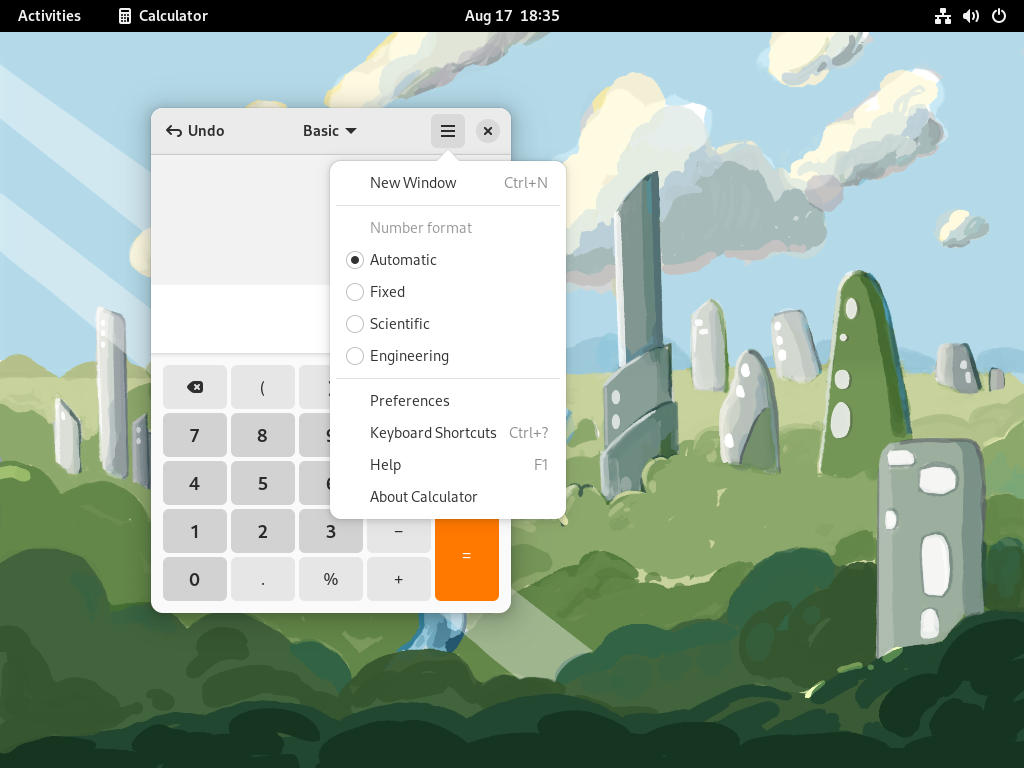 Activities Calculator Aug 17 18:35
Undo Basic
New Window Ctrl+N
Number format
Automatic
Fixed
Scientific
Engineering
Preferences
Keyboard Shortcuts Ctrl+?
Help F1
About Calculator
(
7 8
4 5
1 2 3 −
=
0 . % +